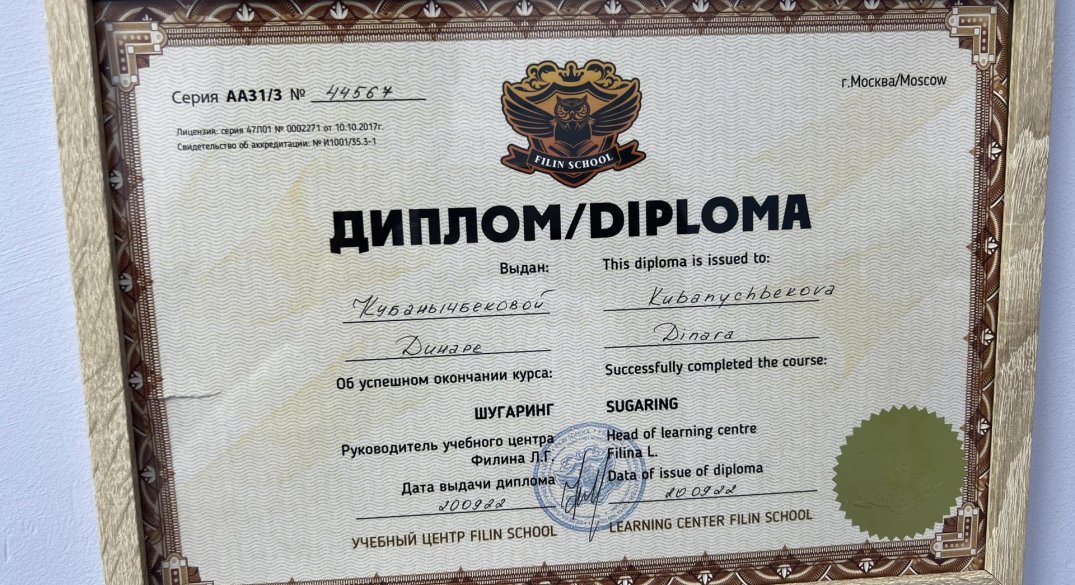 Серия АА31/3 № 44567
г.Москва/Moscow
Лицензия: серия 47Л01 № 0002271 от 10.10.2017г.
Свидетельство об аккредитации: № И1001/35.3-1
FILIN SCHOOL
ДИПЛОМ/DIPLOMA
Выдан:
This diploma is issued to:
Кубанычбековой
Kubanychbekova
Динаре
Dinara
Об успешном окончании курса:
Successfully completed the course:
ШУГАРИНГ
SUGARING
Руководитель учебного центра
Филина Л.Г.
Head of learning centre
Filina L.
Дата выдачи диплома
Data of issue of diploma
200922
200922
УЧЕБНЫЙ ЦЕНТР FILIN SCHOOL
LEARNING CENTER FILIN SCHOOL